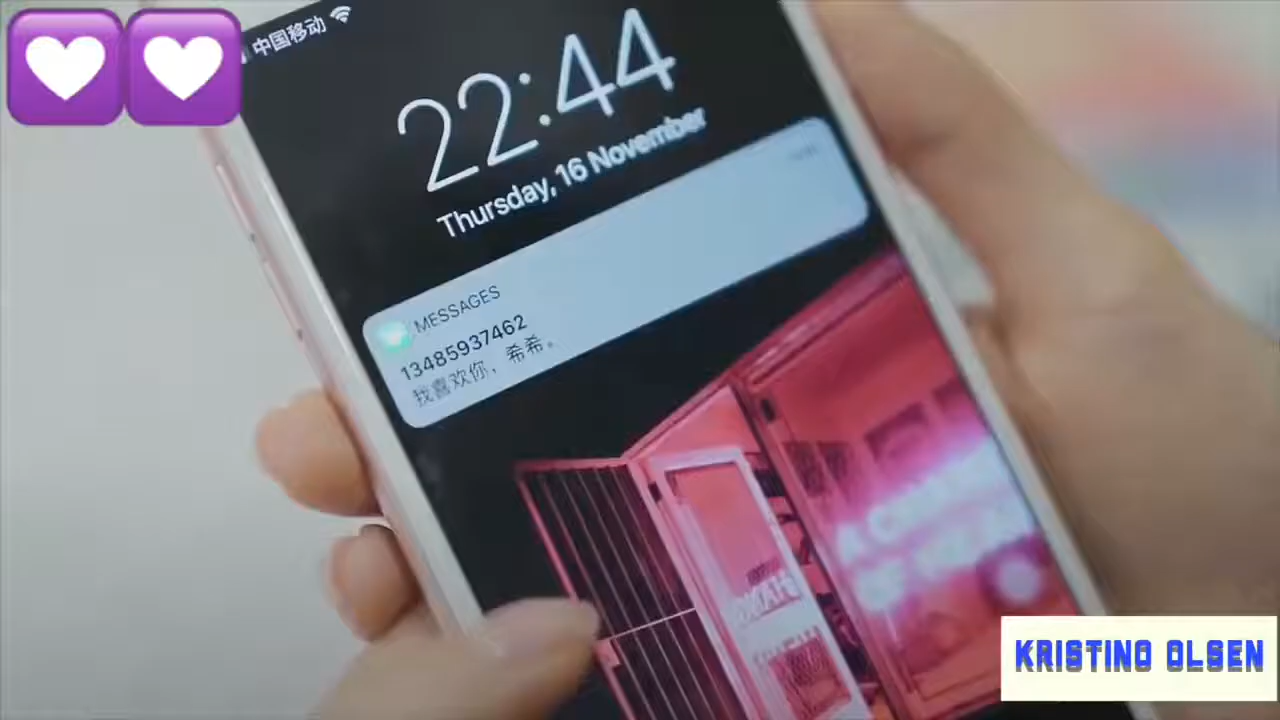 中国移动
22:44
Thursday, 16 November
MESSAGES
13485937462
我喜欢你，希希。
KRISTINO OLSEN